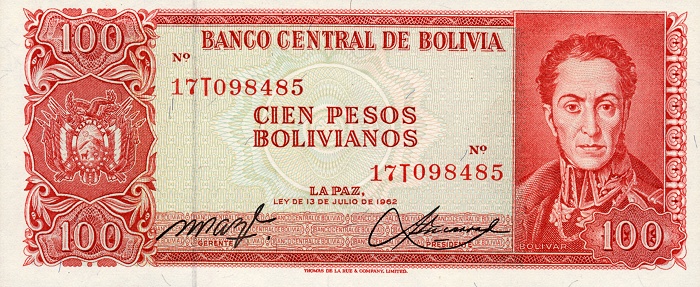 100
BANCO CENTRAL DE BOLIVIA
Nº
17T098485
CIEN PESOS
BOLIVIANOS
Nº
17T098485
LA PAZ,
LEY DE 13 DE JULIO DE 1962
GERENTE
PRESIDENTE
BOLIVAR
100
100
THOMAS DE LA RUE & COMPANY, LIMITED.